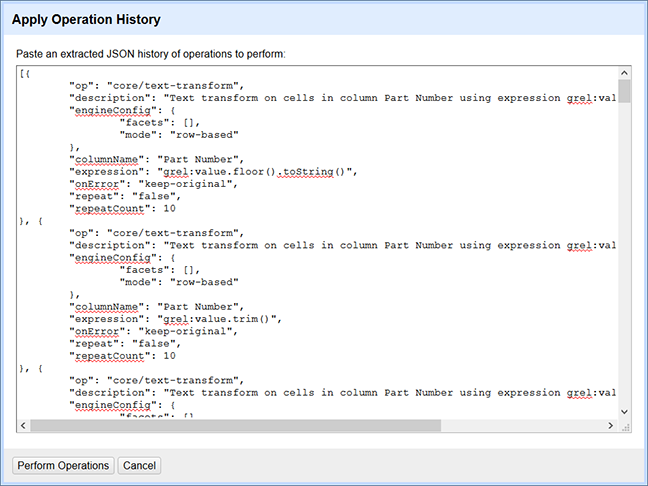 Apply Operation History
Paste an extracted JSON history of operations to perform:
[{
"op": "core/text-transform",
"description": "Text transform on cells in column Part Number using expression grel:val
"engineConfig": {
"facets": [],
"mode": "row-based"
},
"columnName": "Part Number",
"expression": "grel:value.floor().toString()",
"onError": "keep-original",
"repeat": "false",
"repeatCount": 10
}, {
"op": "core/text-transform",
"description": "Text transform on cells in column Part Number using expression grel:val
"engineConfig": {
"facets": [],
"mode": "row-based"
},
"columnName": "Part Number",
"expression": "grel:value.trim()",
"onError": "keep-original",
"repeat": "false",
"repeatCount": 10
}, {
"op": "core/text-transform",
"description": "Text transform on cells in column Part Number using expression grel:val
"engineConfig": {
"facets": []
Perform Operations Cancel